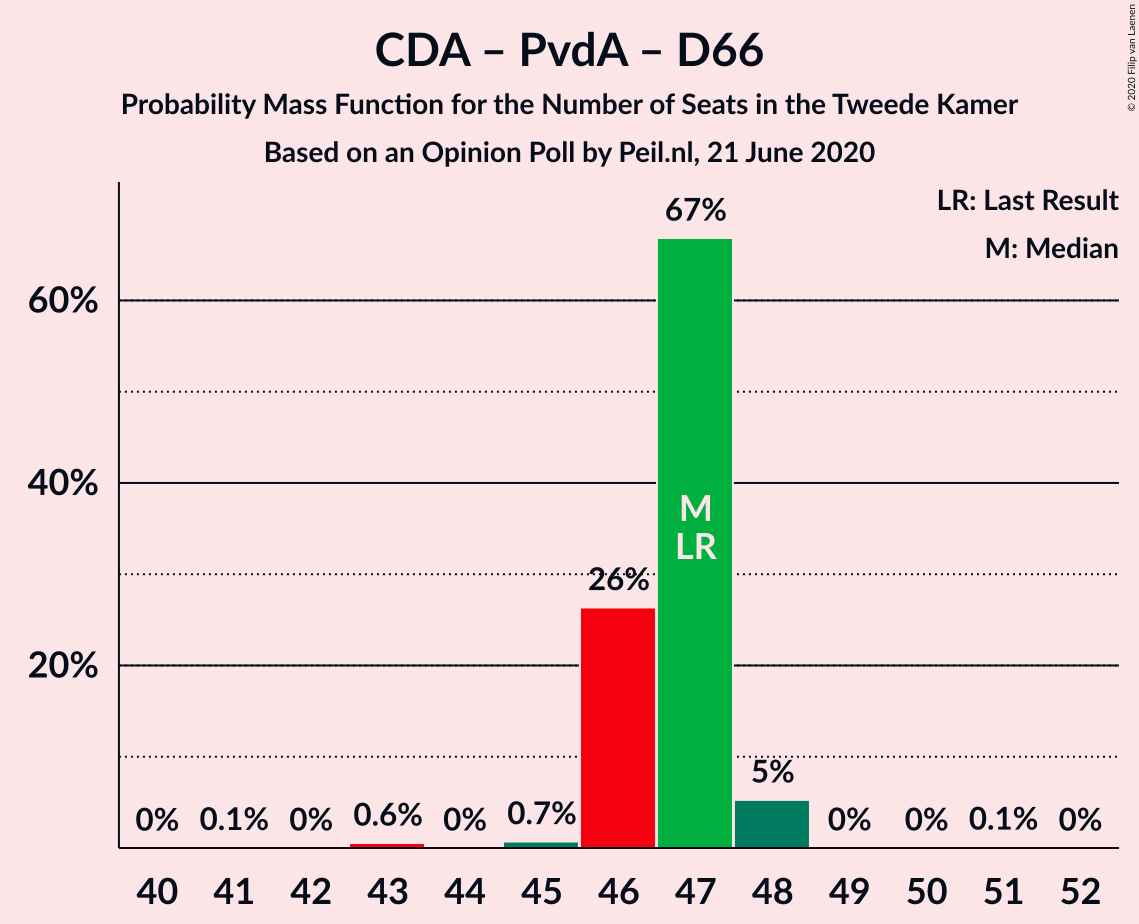 CDA – PvdA – D66
Probability Mass Function for the Number of Seats in the Tweede Kamer
Based on an Opinion Poll by Peil.nl, 21 June 2020
© 2020 Filip van Laenen
LR: Last Result
M: Median
60%
40%
20%
0%
0.1%
0%
0.6%
0%
0.7%
26%
67%
M
LR
5%
0%
0%
0.1%
0%
40 41 42 43 44 45 46 47 48 49 50 51 52